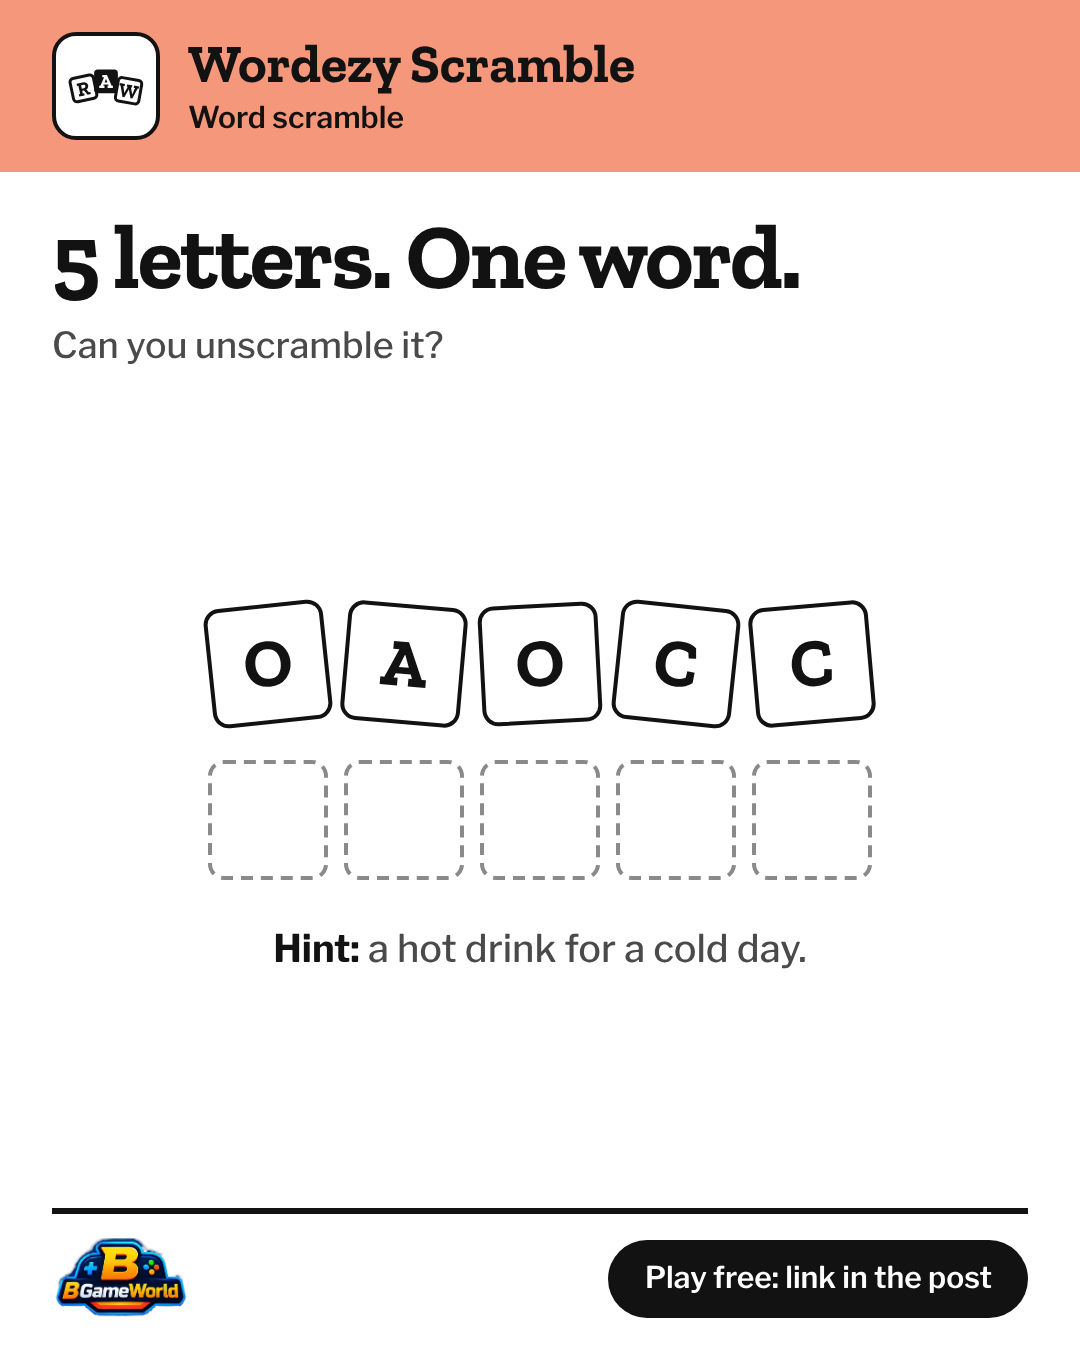 R A W
Wordezy Scramble
Word scramble
5 letters. One word.
Can you unscramble it?
O A O C C
Hint: a hot drink for a cold day.
B
BGameWorld
Play free: link in the post